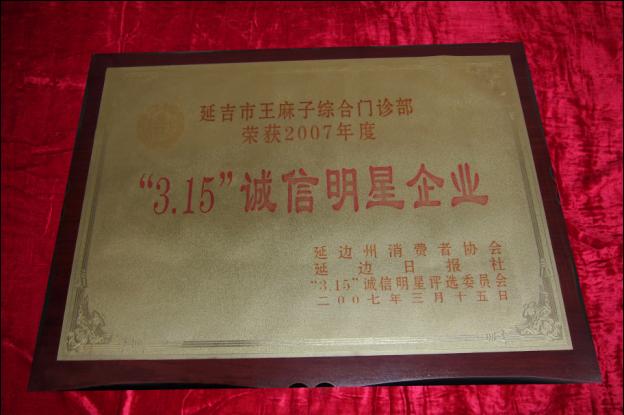 延吉市王麻子综合门诊部
荣获2007年度
“3.15”诚信明星企业
延边州消费者协会
延边日报社
“3.15”诚信明星评选委员会
二00七年三月十五日